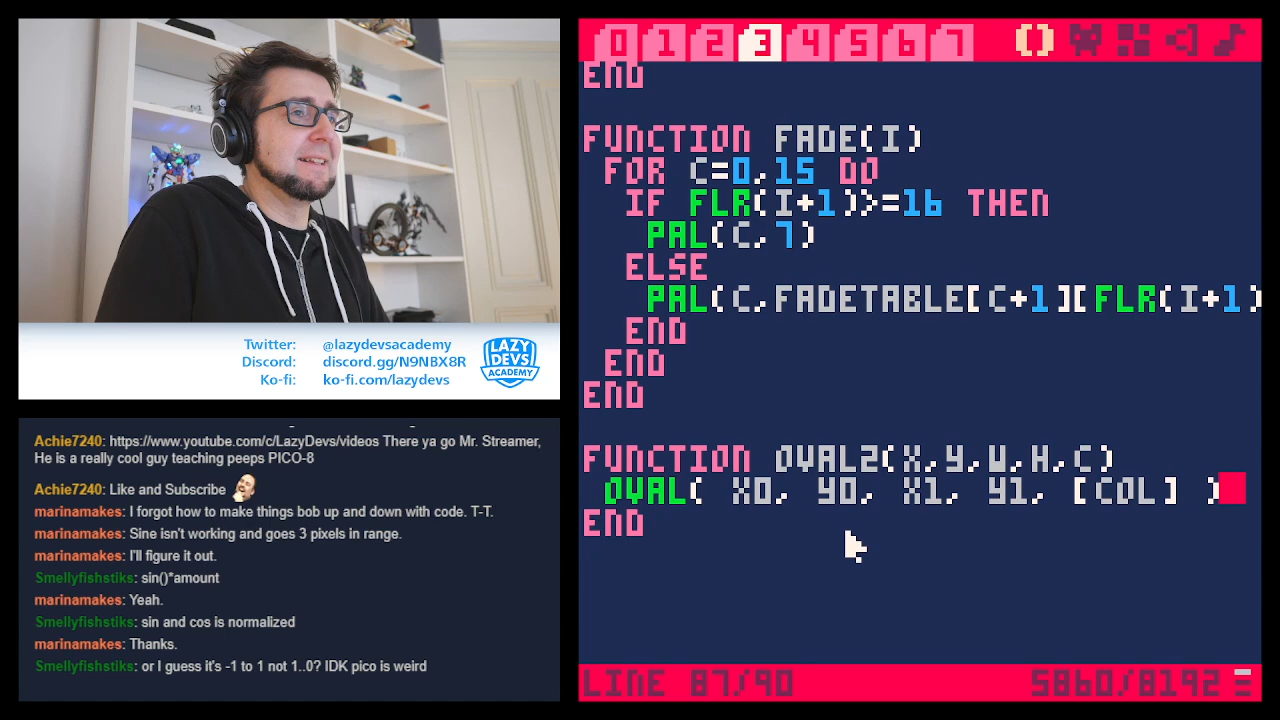 Twitter: @lazydevsacademy
Discord: discord.gg/N9NBX8R
Ko-fi: ko-fi.com/lazydevs
LAZY
DEVS
ACADEMY
Achie7240: https://www.youtube.com/c/LazyDevs/videos There ya go Mr. Streamer,
He is a really cool guy teaching peeps PICO-8
Achie7240: Like and Subscribe
marinamakes: I forgot how to make things bob up and down with code. T-T.
marinamakes: Sine isn't working and goes 3 pixels in range.
marinamakes: I'll figure it out.
Smellyfishstiks: sin()*amount
marinamakes: Yeah.
Smellyfishstiks: sin and cos is normalized
marinamakes: Thanks.
Smellyfishstiks: or I guess it's -1 to 1 not 1..0? IDK pico is weird
0 1 2 3 4 5 6 7 ()
END
FUNCTION FADE(I)
FOR C=0,15 DO
IF FLR(I+1)>=16 THEN
PAL(C,7)
ELSE
PAL(C,FADETABLE[C+1][FLR(I+1)
END
END
END
FUNCTION OVAL2(X,Y,W,H,C)
OVAL( X0, Y0, X1, Y1, [COL] )
END
LINE 87/90
5860/8192